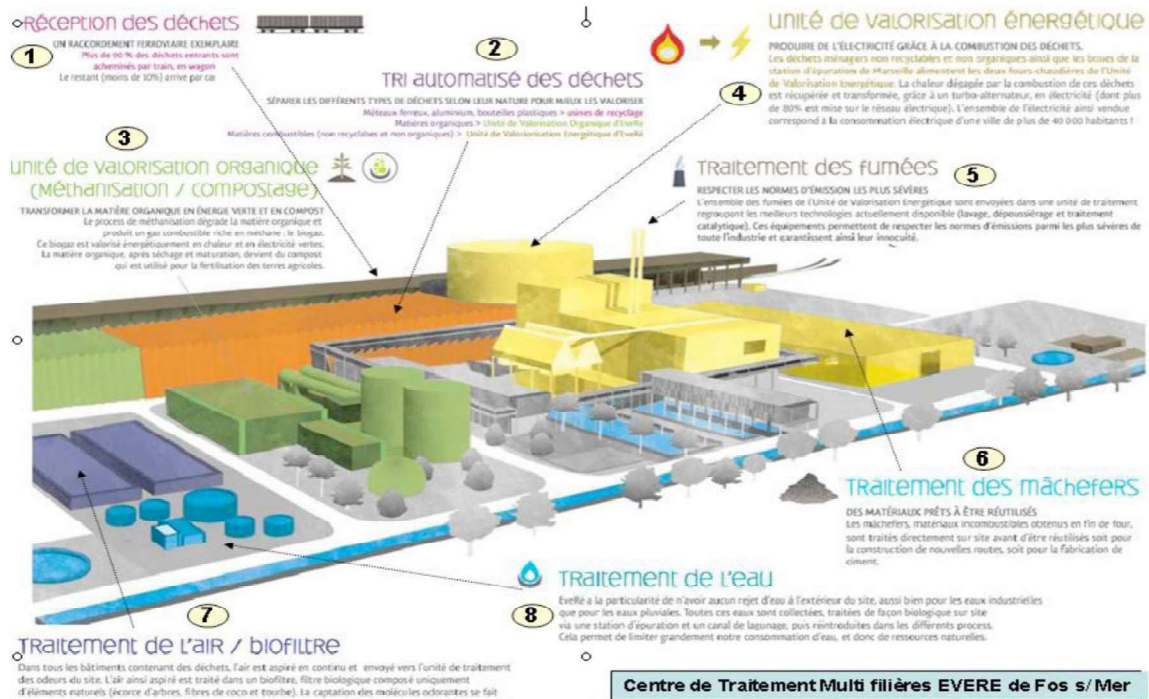 Réception des déchets
1
UN RACCORDEMENT FERROVIAIRE EXEMPLAIRE
Plus de 90 % des déchets entrants sont
acheminés par train, en wagon
Le restant (moins de 10%) arrive par ca
2
TRI automatisé des déchets
SÉPARER LES DIFFÉRENTS TYPES DE DÉCHETS SELON LEUR NATURE POUR MIEUX LES VALORISER
Métaux ferreux, aluminium, bouteilles plastiques > usines de recyclage
Matières organiques > Unité de Valorisation Organique d'EveRé
Matières combustibles (non recyclables et non organiques) > Unité de Valorisation Energétique d'EveRé
3
unité de valorisation organique
(méthanisation / compostage)
TRANSFORMER LA MATIÈRE ORGANIQUE EN ÉNERGIE VERTE ET EN COMPOST
Le process de méthanisation dégrade la matière organique et
produit un gaz combustible riche en méthane : le biogaz.
Ce biogaz est valorisé énergétiquement en chaleur et en électricité vertes.
La matière organique, après séchage et maturation, devient du compost
qui est utilisé pour la fertilisation des terres agricoles.
unité de valorisation énergétique
4
PRODUIRE DE L'ÉLECTRICITÉ GRÂCE À LA COMBUSTION DES DÉCHETS.
Les déchets ménagers non recyclables et non organiques ainsi que les boues de la
station d'épuration de Marseille alimentent les deux fours-chaudières de l'Unité
de Valorisation Energétique. La chaleur dégagée par la combustion de ces déchets
est récupérée et transformée, grâce à un turbo-alternateur, en électricité (dont plus
de 80% est mise sur le réseau électrique). L'ensemble de l'électricité ainsi vendue
correspond à la consommation électrique d'une ville de plus de 40 000 habitants !
Traitement des fumées
5
RESPECTER LES NORMES D'ÉMISSION LES PLUS SÉVÈRES
L'ensemble des fumées de l'Unité de Valorisation Energétique sont envoyées dans une unité de traitement
regroupant les meilleurs technologies actuellement disponible (lavage, dépoussiérage et traitement
catalytique). Ces équipements permettent de respecter les normes d'émissions parmi les plus sévères de
toute l'industrie et garantissent ainsi leur innocuité.
6
Traitement des mâchefers
DES MATÉRIAUX PRÊTS À ÊTRE RÉUTILISÉS
Les mâchefers, matériaux incombustibles obtenus en fin de four,
sont traités directement sur site avant d'être réutilisés soit pour
la construction de nouvelles routes, soit pour la fabrication de
ciment.
7
Traitement de l'air / biofiltre
Dans tous les bâtiments contenant des déchets, l'air est aspiré en continu et envoyé vers l'unité de traitement
des odeurs du site. L'air ainsi aspiré est traité dans un biofiltre, filtre biologique composé uniquement
d'éléments naturels (écorce d'arbres, fibres de coco et tourbe). La captation des molécules odorantes se fait
8
Traitement de l'eau
EveRé a la particularité de n'avoir aucun rejet d'eau à l'extérieur du site, aussi bien pour les eaux industrielles
que pour les eaux pluviales. Toutes ces eaux sont collectées, traitées de façon biologique sur site
via une station d'épuration et un canal de lagunage, puis réintroduites dans les différents process.
Cela permet de limiter grandement notre consommation d'eau, et donc de ressources naturelles.
Centre de Traitement Multi filières EVERE de Fos s/ Mer